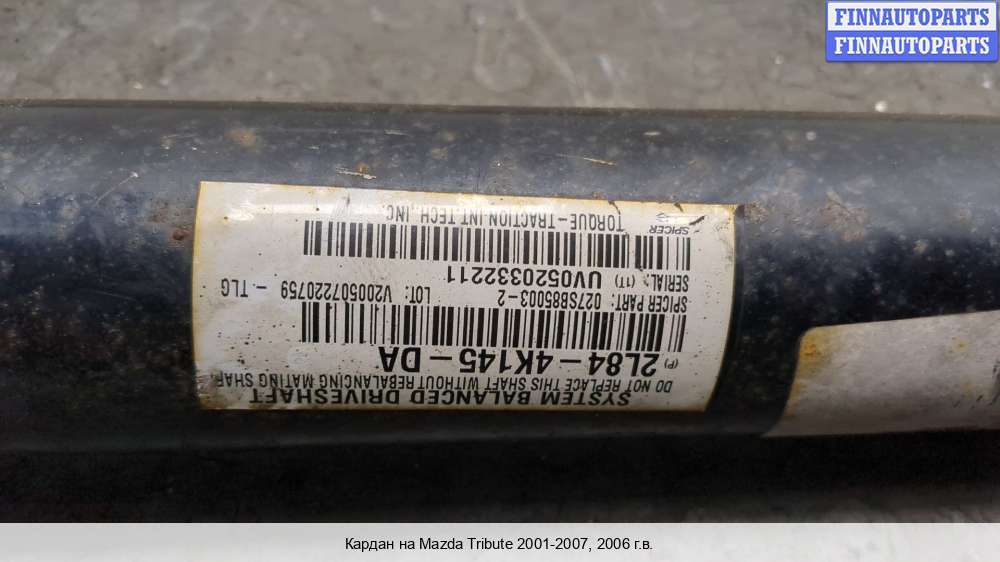 FINNAUTOPARTS
FINNAUTOPARTS
SYSTEM BALANCED DRIVESHAFT
DO NOT REPLACE THIS SHAFT WITHOUT REBALANCING MATING SHAF
(P) 2L84-4K145-DA
SPICER PART: 027SB85003-2 LOT: V200507220759 - TLG
SERIAL: (1T) UV0520332211
SPICER TORQUE-TRACTION INT.TECH.,INC.
Кардан на Mazda Tribute 2001-2007, 2006 г.в.